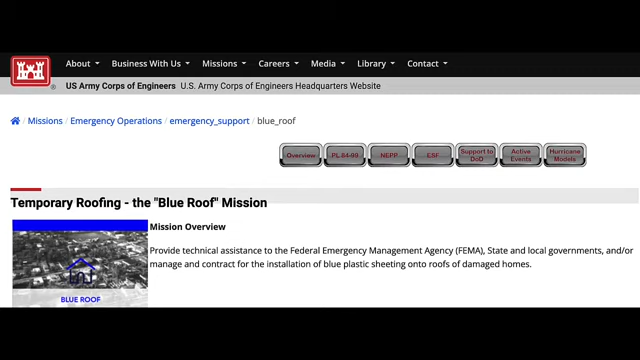 About Business With Us Missions Careers Media Library Contact
US Army Corps of Engineers U.S. Army Corps of Engineers Headquarters Website
/ Missions / Emergency Operations / emergency_support / blue_roof
Overview PL 84-99 NEPP ESF Support to DoD Active Events Hurricane Models
Temporary Roofing - the "Blue Roof" Mission
Mission Overview
Provide technical assistance to the Federal Emergency Management Agency (FEMA), State and local governments, and/or
manage and contract for the installation of blue plastic sheeting onto roofs of damaged homes.
BLUE ROOF